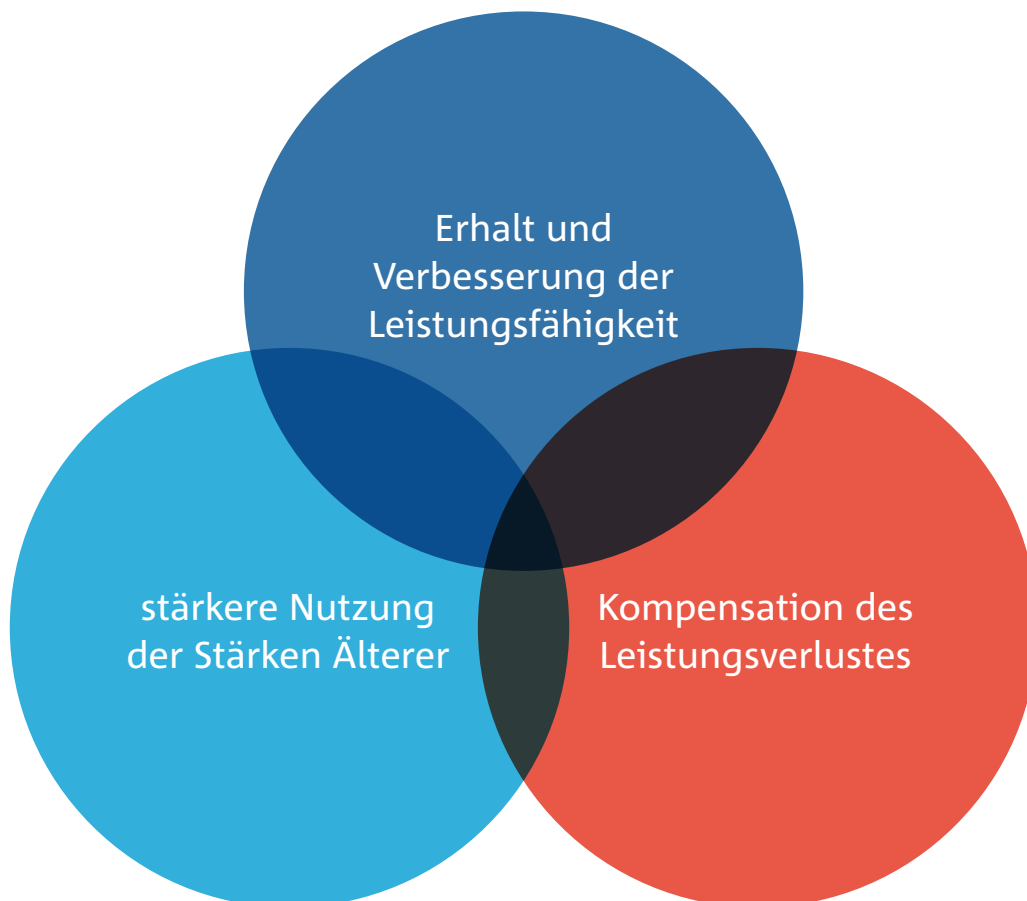 Erhalt und
Verbesserung der
Leistungsfähigkeit
stärkere Nutzung
der Stärken Älterer
Kompensation des
Leistungsverlustes